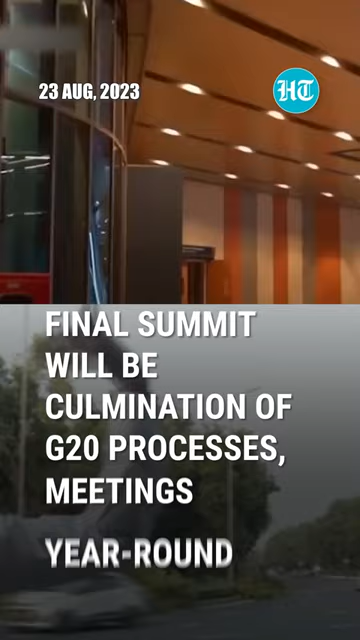 23 AUG, 2023
HT
FINAL SUMMIT
WILL BE
CULMINATION OF
G20 PROCESSES,
MEETINGS
YEAR-ROUND